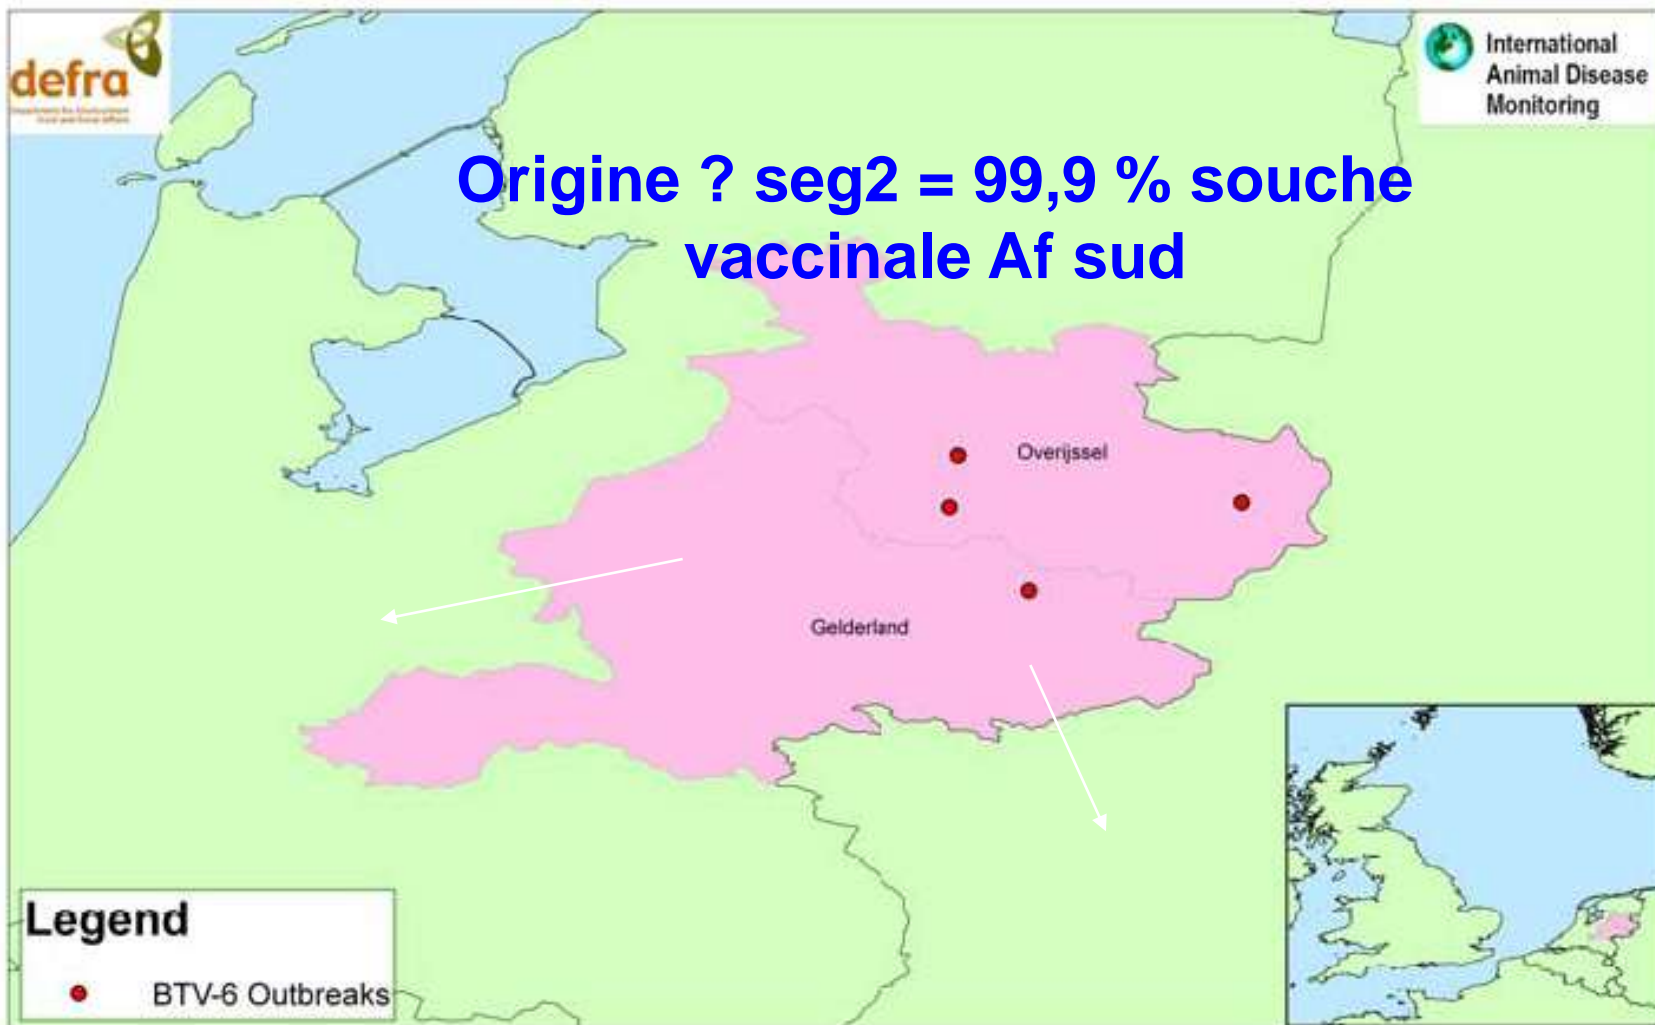 defra
International
Animal Disease
Monitoring
Origine ? seg2 = 99,9 % souche
vaccinale Af sud
Overijssel
Gelderland
Legend
BTV-6 Outbreaks